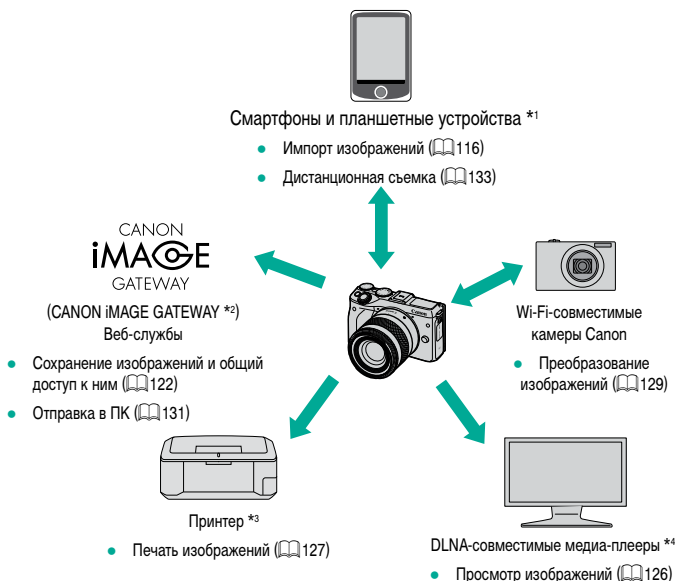 Смартфоны и планшетные устройства *1
● Импорт изображений (116)
● Дистанционная съемка (133)
CANON
iMAGE
GATEWAY
(CANON iMAGE GATEWAY *2)
Веб-службы
● Сохранение изображений и общий
доступ к ним (122)
● Отправка в ПК (131)
Canon
Wi-Fi-совместимые
камеры Canon
● Преобразование
изображений (129)
Принтер *3
● Печать изображений (127)
DLNA-совместимые медиа-плееры *4
● Просмотр изображений (126)